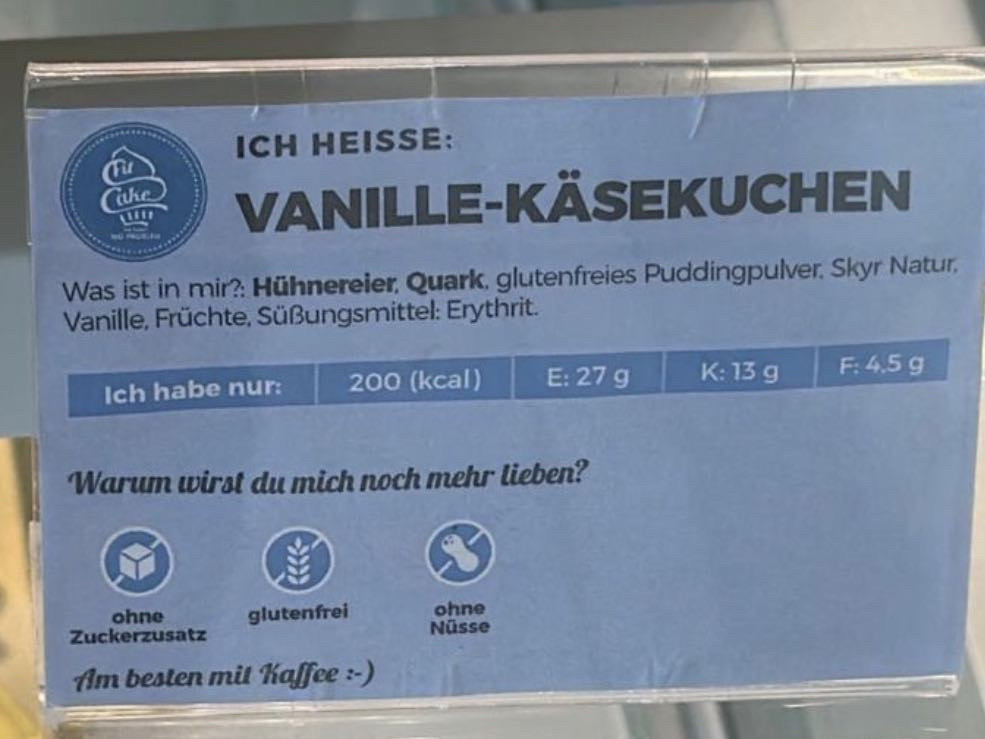 Fit
Cake
ICH HEISSE:
VANILLE-KÄSEKUCHEN
Was ist in mir?: Hühnereier, Quark, glutenfreies Puddingpulver, Skyr Natur,
Vanille, Früchte, Süßungsmittel: Erythrit.
Ich habe nur: 200 (kcal) E: 27 g K: 13 g F: 4.5 g
Warum wirst du mich noch mehr lieben?
ohne
Zuckerzusatz
glutenfrei
ohne
Nüsse
Am besten mit Kaffee :-)